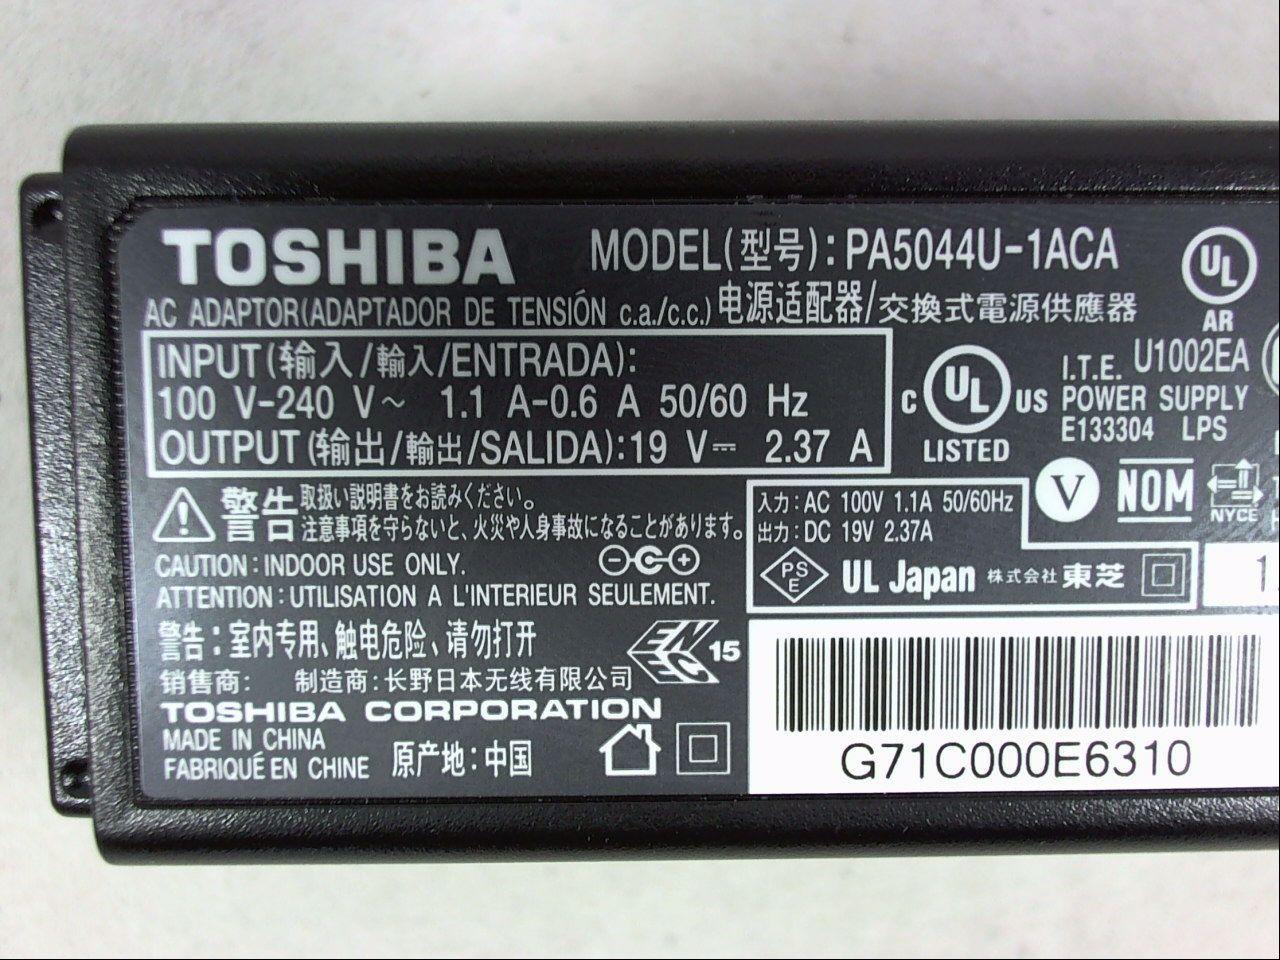 TOSHIBA MODEL(型号):PA5044U-1ACA
UL
AR
AC ADAPTOR(ADAPTADOR DE TENSIÓN c.a./c.c.)电源适配器/交換式電源供應器
INPUT(输入/輸入/ENTRADA):
100 V-240 V~ 1.1 A-0.6 A 50/60 Hz
OUTPUT(输出/輸出/SALIDA):19 V⎓ 2.37 A
C UL US
LISTED
I.T.E. U1002EA
POWER SUPPLY
E133304 LPS
V NOM NYCE
警告 取扱い説明書をお読みください。
注意事項を守らないと、火災や人身事故になることがあります。
CAUTION:INDOOR USE ONLY.
ATTENTION:UTILISATION A L'INTERIEUR SEULEMENT.
入力:AC 100V 1.1A 50/60Hz
出力:DC 19V 2.37A
PS
E
UL Japan 株式会社 東芝
1
警告:室内专用、触电危险、请勿打开
销售商: 制造商:长野日本无线有限公司
15
TOSHIBA CORPORATION
MADE IN CHINA
FABRIQUÉ EN CHINE 原产地:中国
G71C000E6310